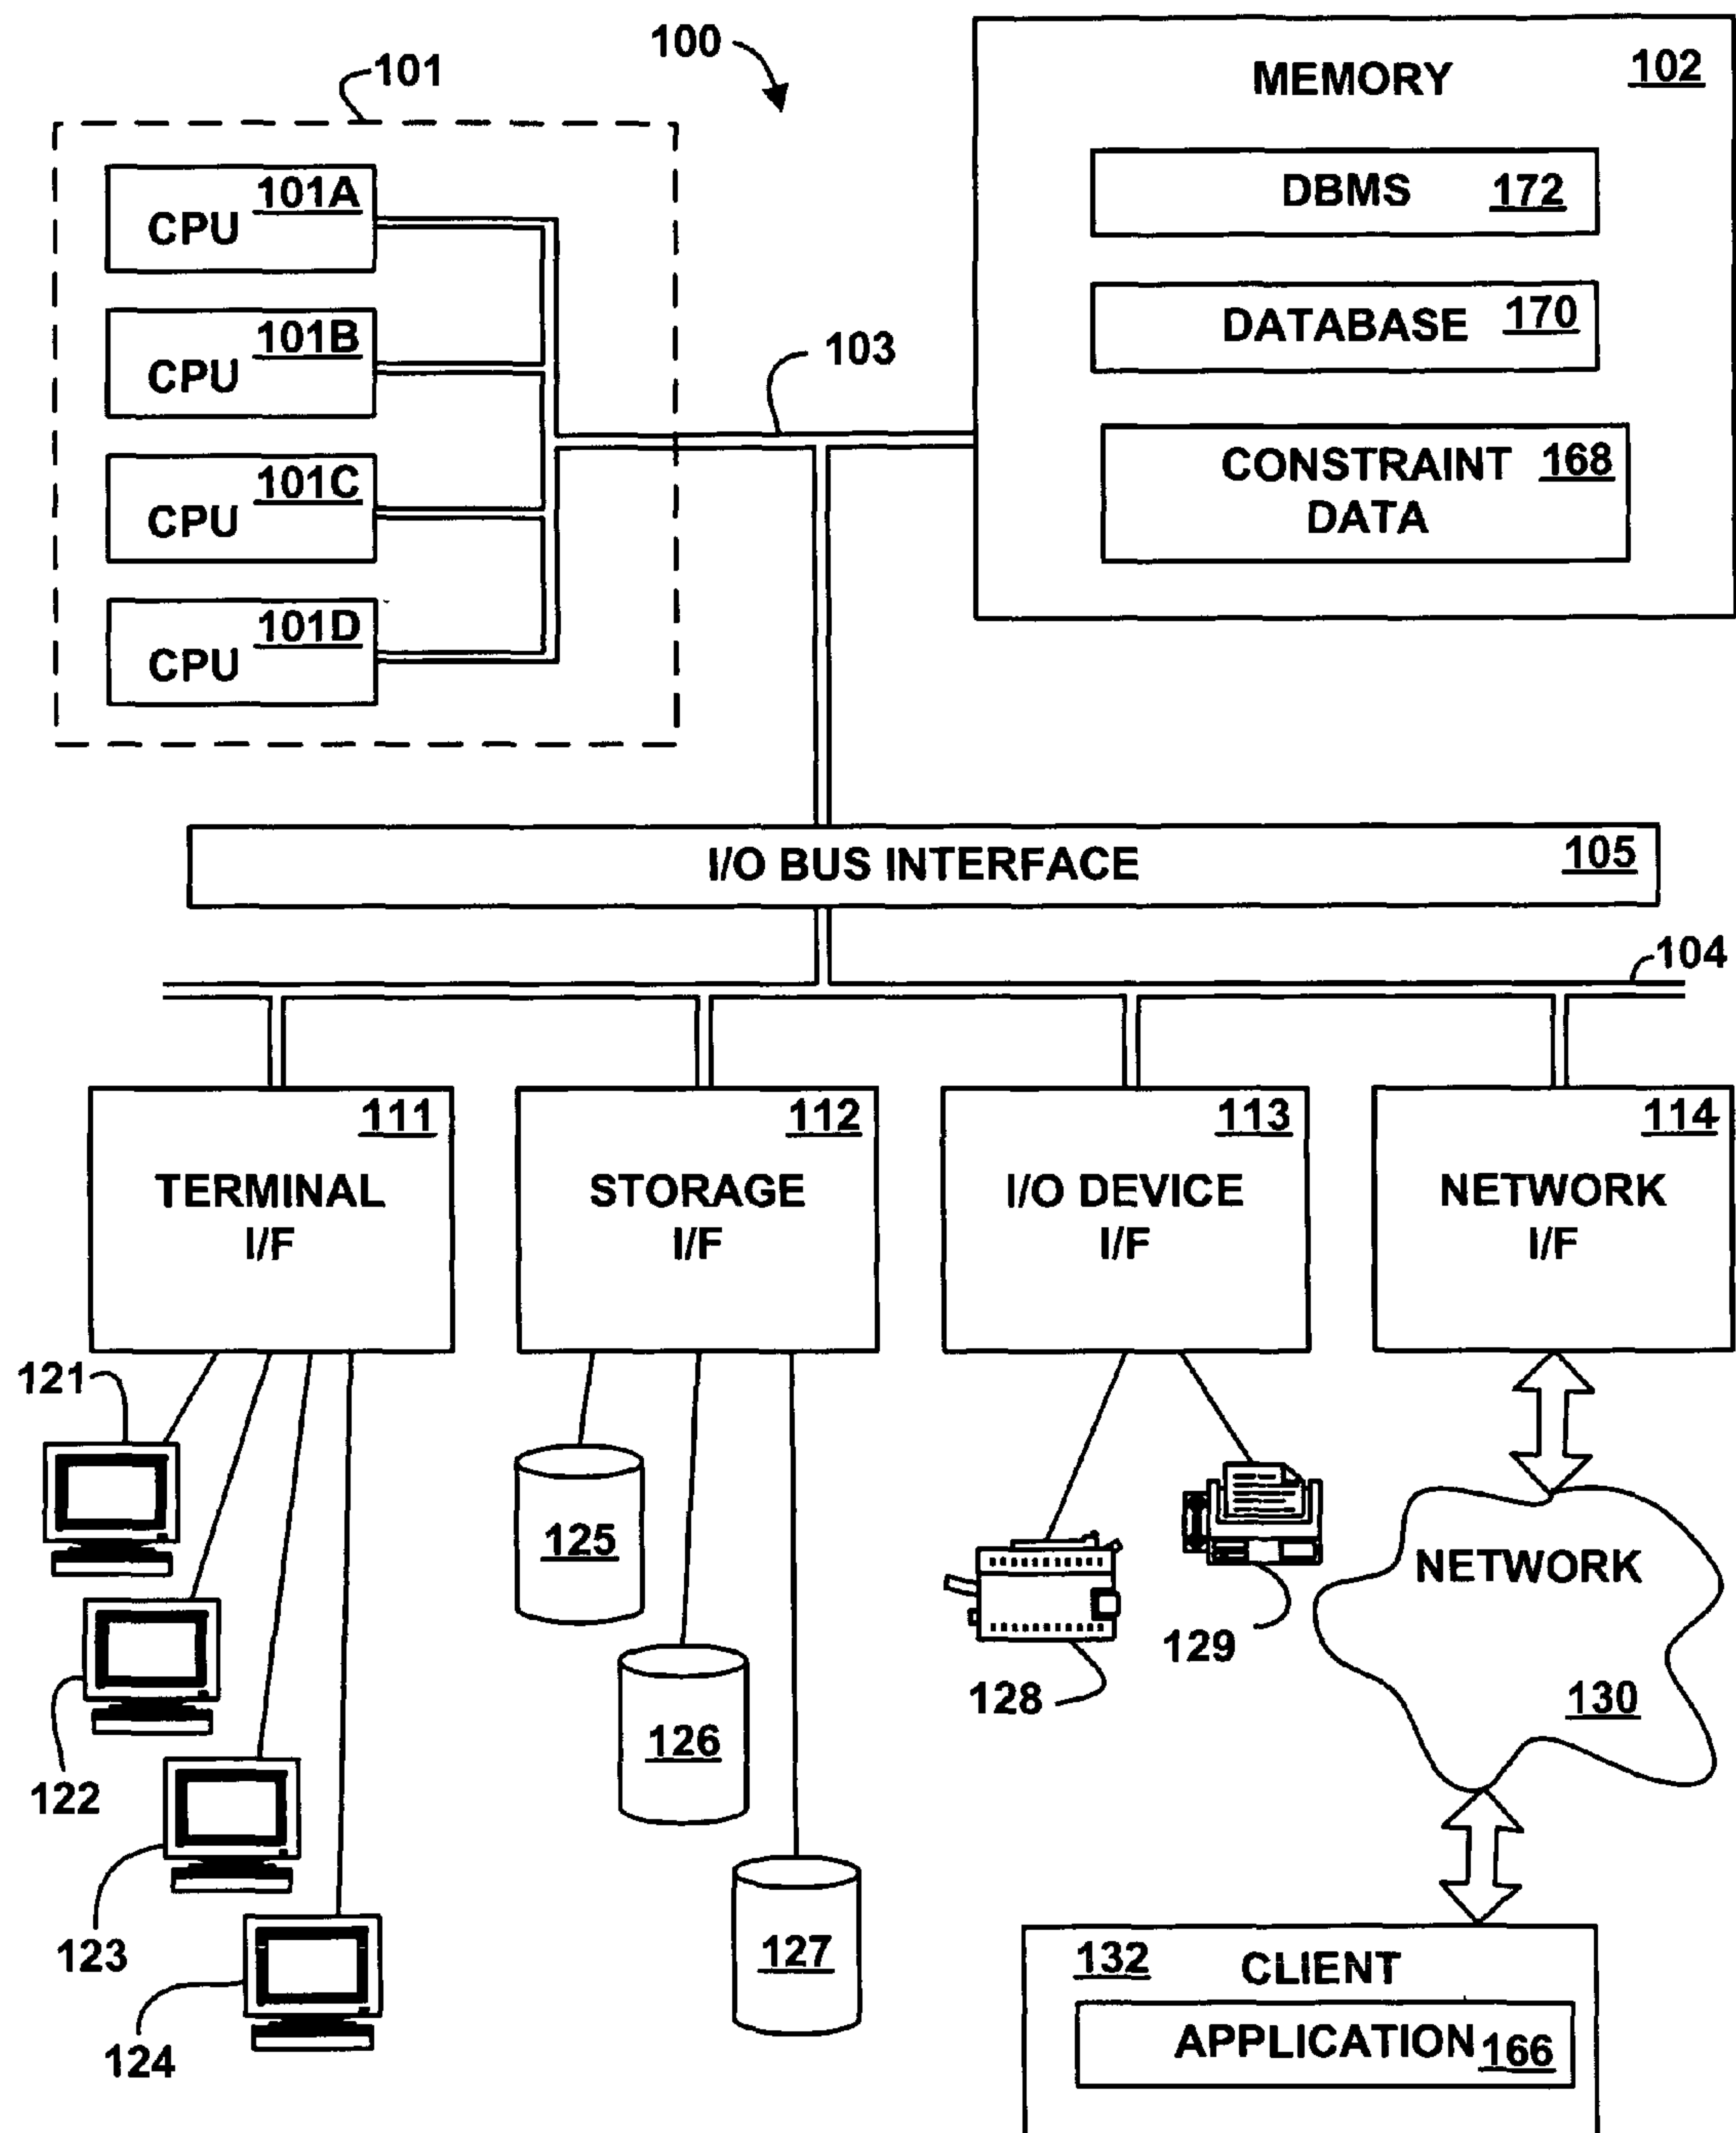 100
101
CPU 101A
CPU 101B
CPU 101C
CPU 101D
103
MEMORY 102
DBMS 172
DATABASE 170
CONSTRAINT 168
DATA
I/O BUS INTERFACE 105
104
111
TERMINAL
I/F
112
STORAGE
I/F
113
I/O DEVICE
I/F
114
NETWORK
I/F
121
122
123
124
125
126
127
128
129
NETWORK
130
132 CLIENT
APPLICATION 166